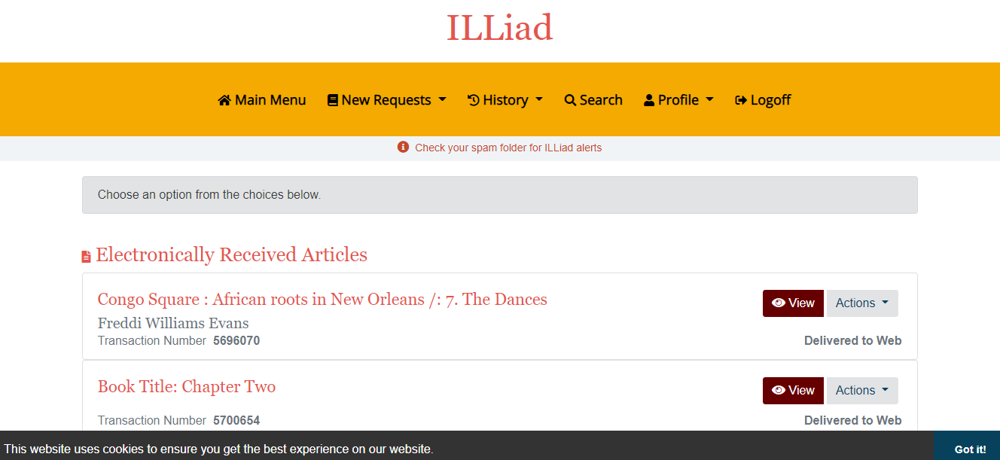 ILLiad
Main Menu New Requests History Search Profile Logoff
Check your spam folder for ILLiad alerts
Choose an option from the choices below.
Electronically Received Articles
Congo Square : African roots in New Orleans /: 7. The Dances
View Actions
Freddi Williams Evans
Transaction Number 5696070
Delivered to Web
Book Title: Chapter Two
View Actions
Transaction Number 5700654
Delivered to Web
This website uses cookies to ensure you get the best experience on our website.
Got it!